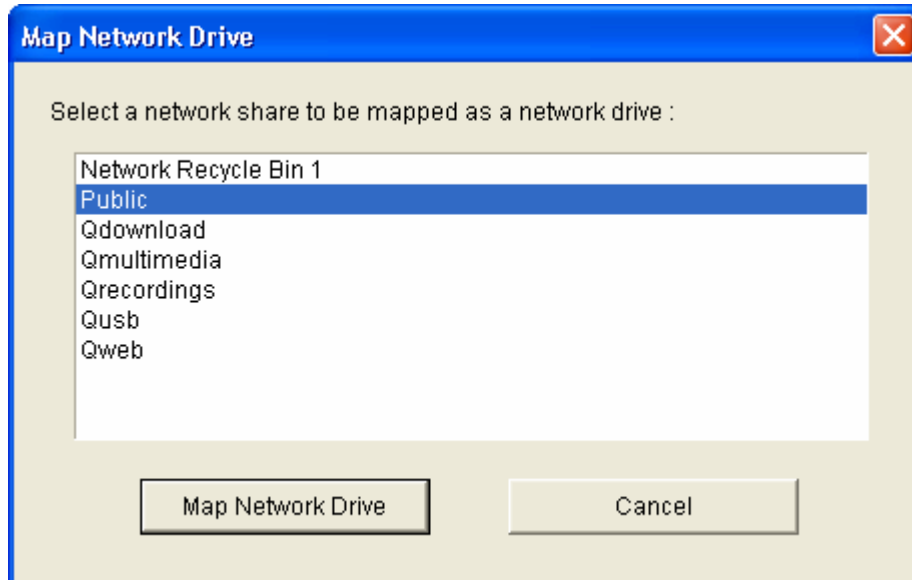 Map Network Drive
Select a network share to be mapped as a network drive :
Network Recycle Bin 1
Public
Qdownload
Qmultimedia
Qrecordings
Qusb
Qweb
Map Network Drive Cancel